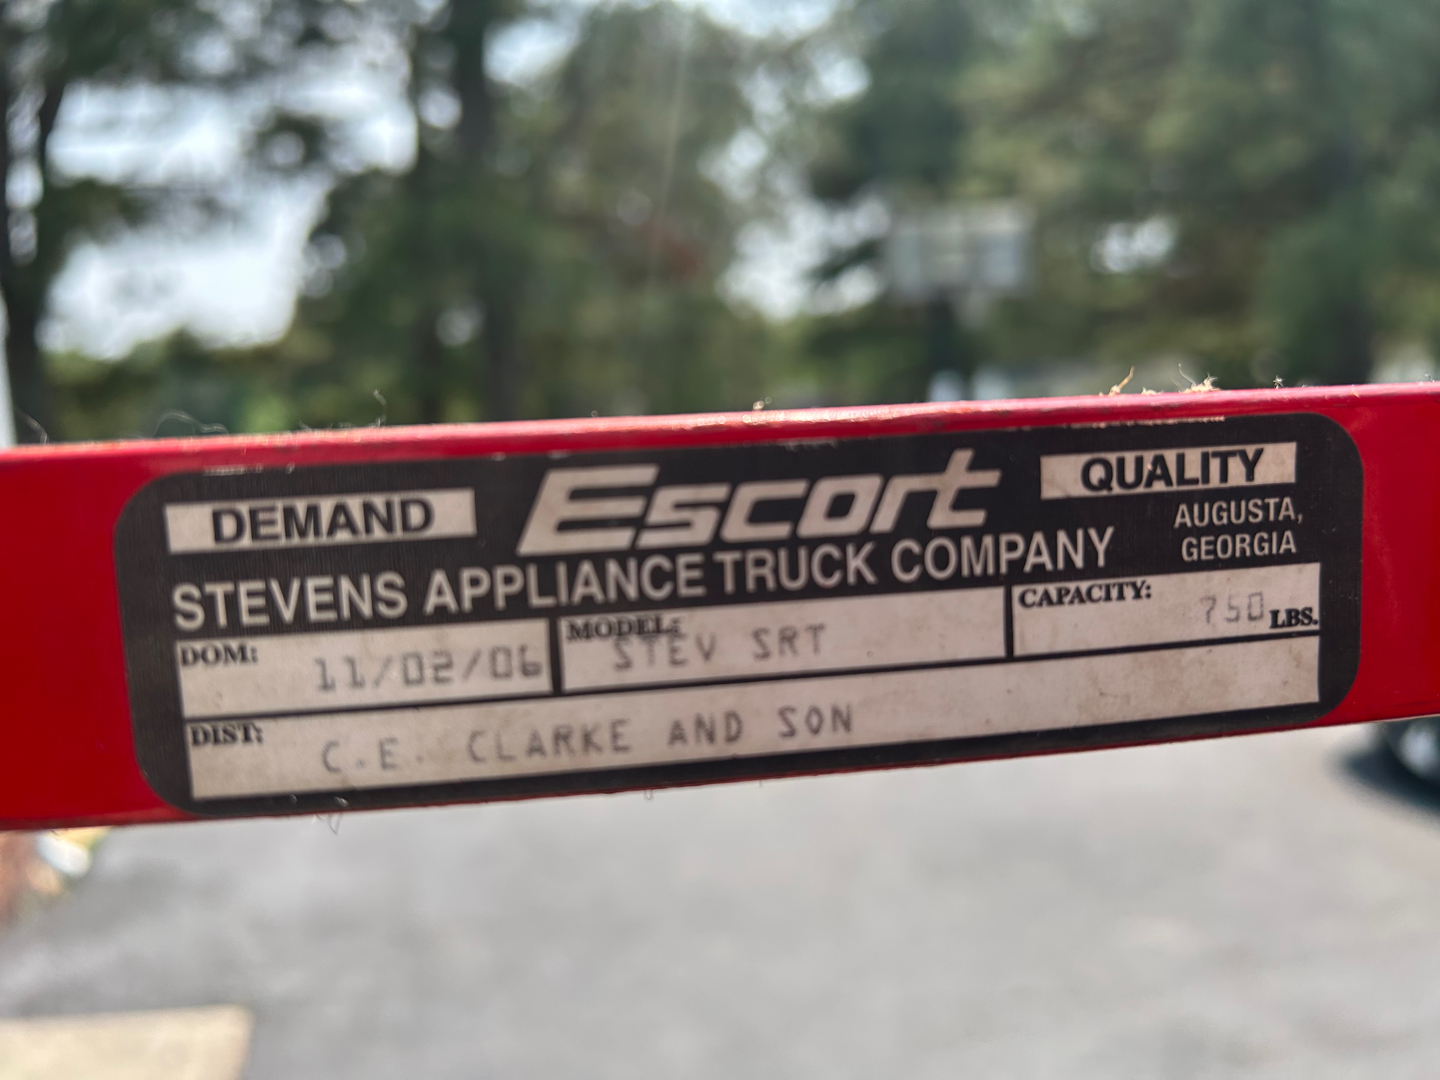 DEMAND Escort QUALITY
STEVENS APPLIANCE TRUCK COMPANY AUGUSTA, GEORGIA
DOM: 11/02/06 MODEL: STEV SRT CAPACITY: 750 LBS.
DIST: C.E. CLARKE AND SON